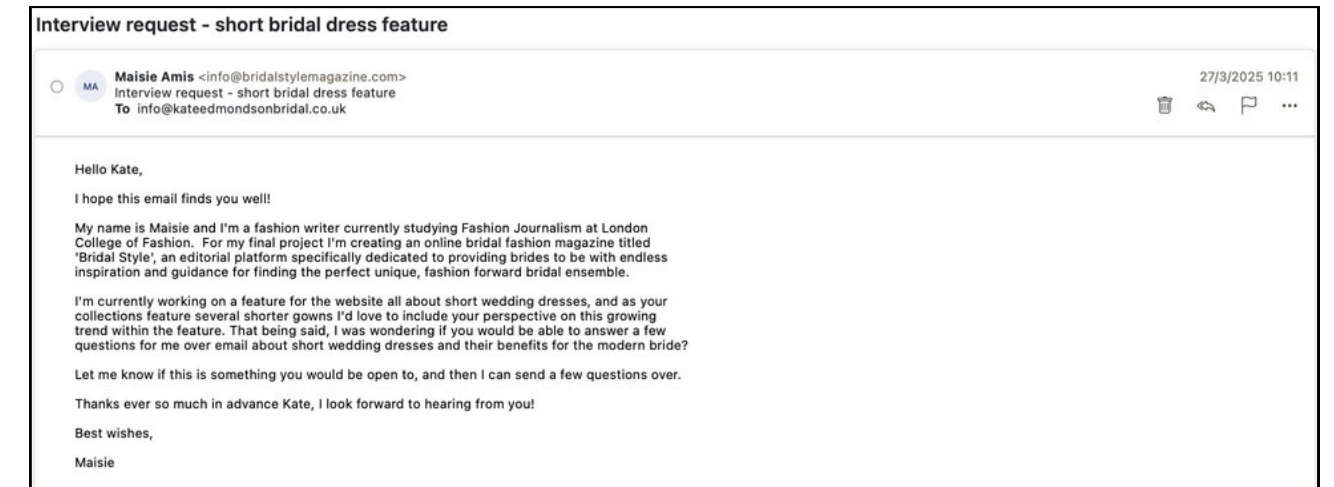 Interview request - short bridal dress feature
MA
Maisie Amis <info@bridalstylemagazine.com>
27/3/2025 10:11
Interview request - short bridal dress feature
To info@kateedmondsonbridal.co.uk
Hello Kate,
I hope this email finds you well!
My name is Maisie and I'm a fashion writer currently studying Fashion Journalism at London
College of Fashion.  For my final project I'm creating an online bridal fashion magazine titled
'Bridal Style', an editorial platform specifically dedicated to providing brides to be with endless
inspiration and guidance for finding the perfect unique, fashion forward bridal ensemble.
I'm currently working on a feature for the website all about short wedding dresses, and as your
collections feature several shorter gowns I'd love to include your perspective on this growing
trend within the feature. That being said, I was wondering if you would be able to answer a few
questions for me over email about short wedding dresses and their benefits for the modern bride?
Let me know if this is something you would be open to, and then I can send a few questions over.
Thanks ever so much in advance Kate, I look forward to hearing from you!
Best wishes,
Maisie